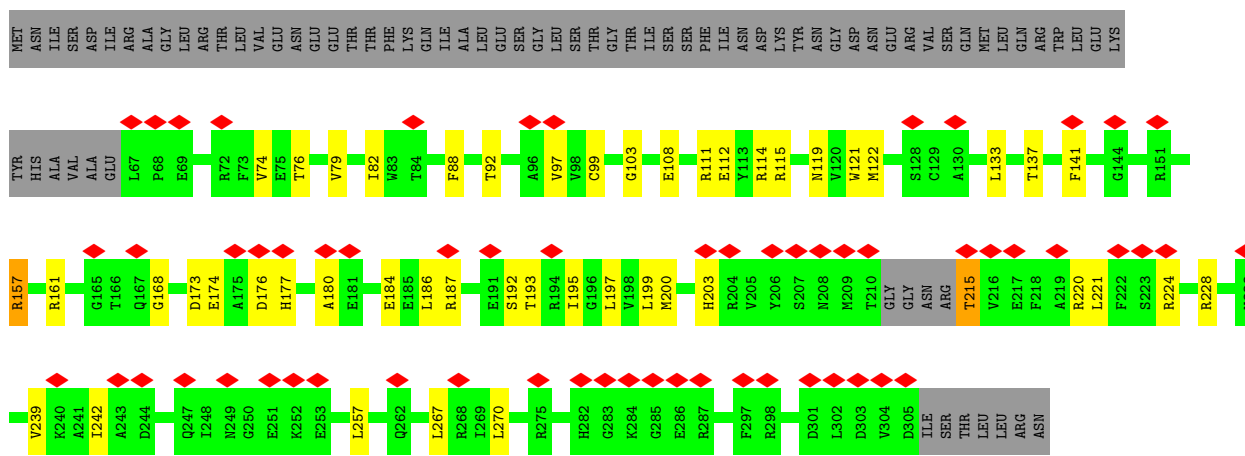 MET ASN ILE SER ASP ILE ARG ALA GLY LEU ARG THR LEU VAL GLU ASN GLU GLU THR THR PHE LYS GLN ILE ALA LEU GLU SER GLY LEU SER THR GLY THR ILE SER SER PHE ILE ASN ASP LYS TYR ASN GLY ASP ASN GLU ARG VAL SER GLN MET LEU GLN ARG TRP LEU GLU LYS
TYR HIS ALA VAL ALA GLU L67 P68 E69 R72 F73 V74 E75 T76 V79 I82 W83 T84 F88 T92 A96 V97 V98 C99 G103 E108 R111 E112 Y113 R114 R115 N119 V120 W121 M122 S128 C129 A130 L133 T137 F141 G144 R151
R157 R161 G165 T166 Q167 G168 D173 E174 A175 D176 H177 A180 E181 E184 E185 L186 R187 E191 S192 T193 R194 I195 G196 L197 V198 L199 M200 H203 R204 V205 Y206 S207 N208 M209 T210 GLY GLY ASN ARG T215 V216 E217 F218 A219 R220 L221 F222 S223 R224 R228
V239 K240 A241 I242 A243 D244 Q247 I248 N249 G250 E251 K252 E253 L257 Q262 L267 R268 I269 L270 R275 H282 G283 K284 G285 E286 R287 F297 R298 D301 L302 D303 V304 D305 ILE SER THR LEU LEU ARG ASN